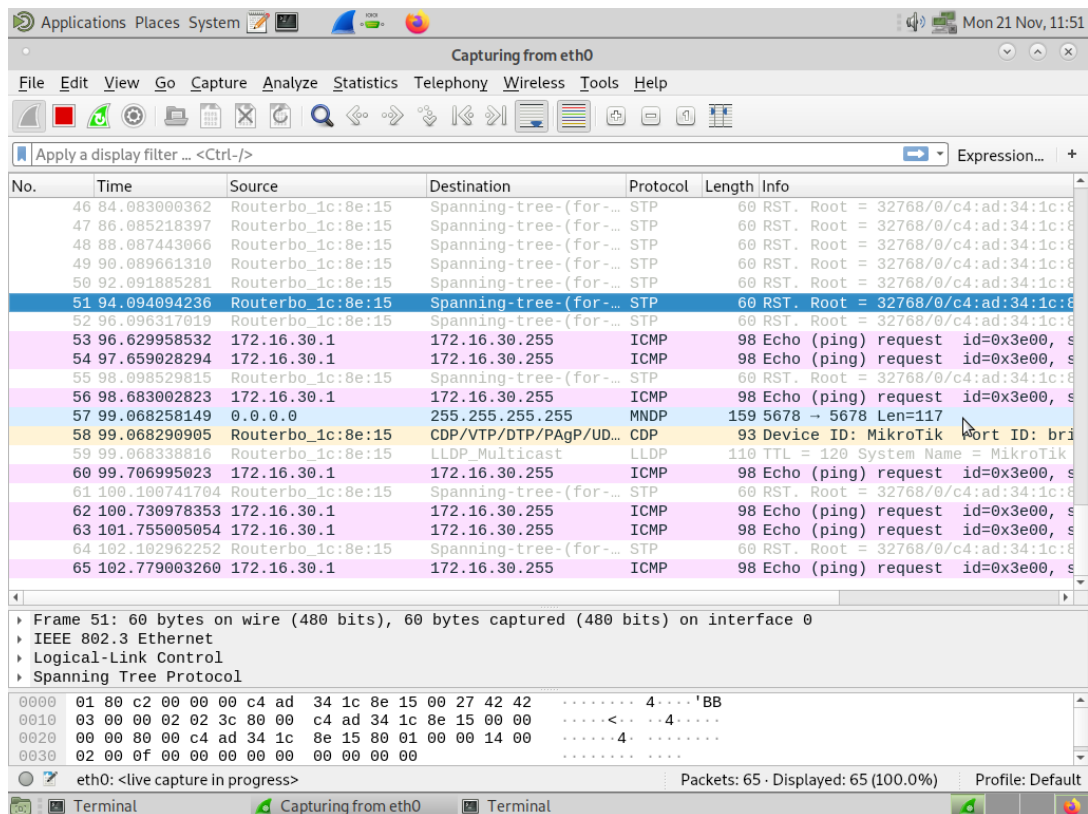 Applications Places System Mon 21 Nov, 11:51
Capturing from eth0
File Edit View Go Capture Analyze Statistics Telephony Wireless Tools Help
Apply a display filter ... <Ctrl-/> Expression... +
No. Time Source Destination Protocol Length Info
46 84.083000362 Routerbo_1c:8e:15 Spanning-tree-(for-… STP 60 RST. Root = 32768/0/c4:ad:34:1c:8
47 86.085218397 Routerbo_1c:8e:15 Spanning-tree-(for-… STP 60 RST. Root = 32768/0/c4:ad:34:1c:8
48 88.087443066 Routerbo_1c:8e:15 Spanning-tree-(for-… STP 60 RST. Root = 32768/0/c4:ad:34:1c:8
49 90.089661310 Routerbo_1c:8e:15 Spanning-tree-(for-… STP 60 RST. Root = 32768/0/c4:ad:34:1c:8
50 92.091885281 Routerbo_1c:8e:15 Spanning-tree-(for-… STP 60 RST. Root = 32768/0/c4:ad:34:1c:8
51 94.094094236 Routerbo_1c:8e:15 Spanning-tree-(for-… STP 60 RST. Root = 32768/0/c4:ad:34:1c:8
52 96.096317019 Routerbo_1c:8e:15 Spanning-tree-(for-… STP 60 RST. Root = 32768/0/c4:ad:34:1c:8
53 96.629958532 172.16.30.1 172.16.30.255 ICMP 98 Echo (ping) request id=0x3e00, s
54 97.659028294 172.16.30.1 172.16.30.255 ICMP 98 Echo (ping) request id=0x3e00, s
55 98.098529815 Routerbo_1c:8e:15 Spanning-tree-(for-… STP 60 RST. Root = 32768/0/c4:ad:34:1c:8
56 98.683002823 172.16.30.1 172.16.30.255 ICMP 98 Echo (ping) request id=0x3e00, s
57 99.068258149 0.0.0.0 255.255.255.255 MNDP 159 5678 → 5678 Len=117
58 99.068290905 Routerbo_1c:8e:15 CDP/VTP/DTP/PAgP/UD… CDP 93 Device ID: MikroTik Port ID: bri
59 99.068338816 Routerbo_1c:8e:15 LLDP_Multicast LLDP 110 TTL = 120 System Name = MikroTik
60 99.706995023 172.16.30.1 172.16.30.255 ICMP 98 Echo (ping) request id=0x3e00, s
61 100.100741704 Routerbo_1c:8e:15 Spanning-tree-(for-… STP 60 RST. Root = 32768/0/c4:ad:34:1c:8
62 100.730978353 172.16.30.1 172.16.30.255 ICMP 98 Echo (ping) request id=0x3e00, s
63 101.755005054 172.16.30.1 172.16.30.255 ICMP 98 Echo (ping) request id=0x3e00, s
64 102.102962252 Routerbo_1c:8e:15 Spanning-tree-(for-… STP 60 RST. Root = 32768/0/c4:ad:34:1c:8
65 102.779003260 172.16.30.1 172.16.30.255 ICMP 98 Echo (ping) request id=0x3e00, s
Frame 51: 60 bytes on wire (480 bits), 60 bytes captured (480 bits) on interface 0
IEEE 802.3 Ethernet
Logical-Link Control
Spanning Tree Protocol
0000 01 80 c2 00 00 00 c4 ad 34 1c 8e 15 00 27 42 42 ········ 4····'BB
0010 03 00 00 02 02 3c 80 00 c4 ad 34 1c 8e 15 00 00 ·····<·· ··4·····
0020 00 00 80 00 c4 ad 34 1c 8e 15 80 01 00 00 14 00 ······4· ········
0030 02 00 0f 00 00 00 00 00 00 00 00 00 ········ ····
eth0: <live capture in progress> Packets: 65 · Displayed: 65 (100.0%) Profile: Default
Terminal Capturing from eth0 Terminal